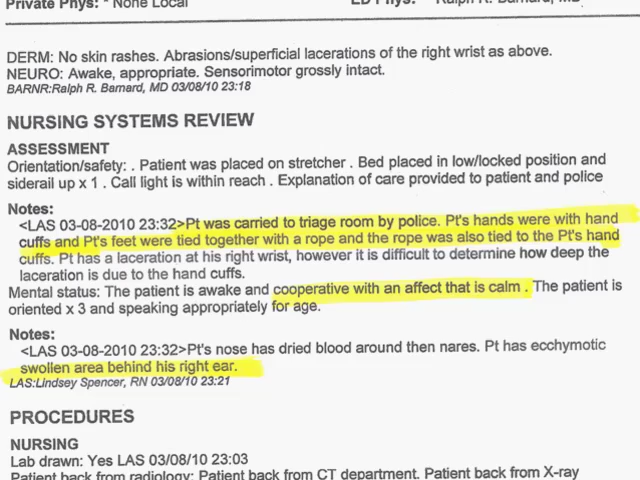 Private Phys: * None Local ED Phys: Ralph R. Barnard, MD
DERM: No skin rashes. Abrasions/superficial lacerations of the right wrist as above.
NEURO: Awake, appropriate. Sensorimotor grossly intact.
BARNR:Ralph R. Barnard, MD 03/08/10 23:18
NURSING SYSTEMS REVIEW
ASSESSMENT
Orientation/safety: . Patient was placed on stretcher . Bed placed in low/locked position and
siderail up x 1 . Call light is within reach . Explanation of care provided to patient and police
Notes:
<LAS 03-08-2010 23:32>Pt was carried to triage room by police. Pt's hands were with hand
cuffs and Pt's feet were tied together with a rope and the rope was also tied to the Pt's hand
cuffs. Pt has a laceration at his right wrist, however it is difficult to determine how deep the
laceration is due to the hand cuffs.
Mental status: The patient is awake and cooperative with an affect that is calm . The patient is
oriented x 3 and speaking appropriately for age.
Notes:
<LAS 03-08-2010 23:32>Pt's nose has dried blood around then nares. Pt has ecchymotic
swollen area behind his right ear.
LAS:Lindsey Spencer, RN 03/08/10 23:21
PROCEDURES
NURSING
Lab drawn: Yes LAS 03/08/10 23:03
Patient back from radiology: Patient back from CT department. Patient back from X-ray